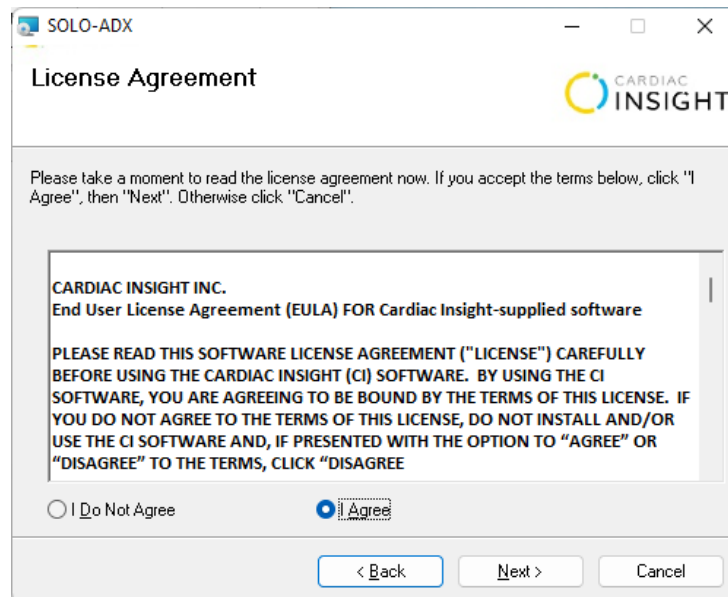 SOLO-ADX
License Agreement
CARDIAC
INSIGHT
Please take a moment to read the license agreement now. If you accept the terms below, click "I
Agree", then "Next". Otherwise click "Cancel".
CARDIAC INSIGHT INC.
End User License Agreement (EULA) FOR Cardiac Insight-supplied software
PLEASE READ THIS SOFTWARE LICENSE AGREEMENT ("LICENSE") CAREFULLY
BEFORE USING THE CARDIAC INSIGHT (CI) SOFTWARE.  BY USING THE CI
SOFTWARE, YOU ARE AGREEING TO BE BOUND BY THE TERMS OF THIS LICENSE.  IF
YOU DO NOT AGREE TO THE TERMS OF THIS LICENSE, DO NOT INSTALL AND/OR
USE THE CI SOFTWARE AND, IF PRESENTED WITH THE OPTION TO “AGREE” OR
“DISAGREE” TO THE TERMS, CLICK “DISAGREE
I Do Not Agree
I Agree
< Back
Next >
Cancel